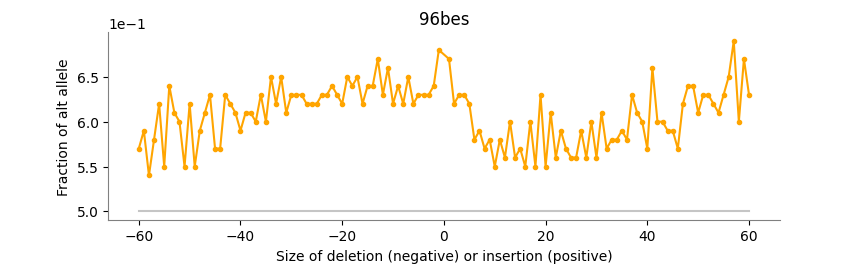 96bes
1e−1
6.5
6.0
5.5
5.0
Fraction of alt allele
−60 −40 −20 0 20 40 60
Size of deletion (negative) or insertion (positive)